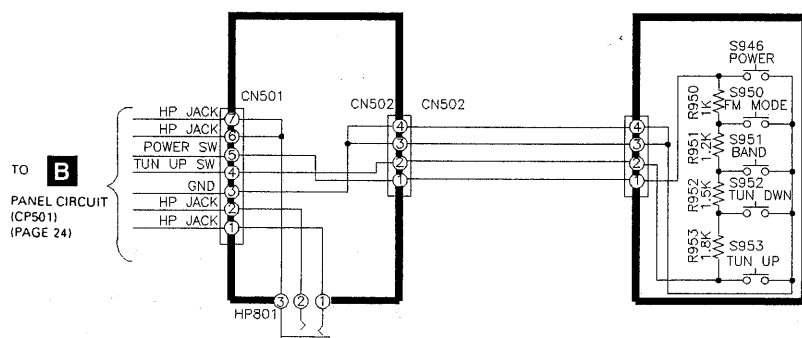 S946
POWER
R950
1K
S950
FM MODE
R951
1.2K
S951
BAND
R952
1.5K
S952
TUN DWN
R953
1.8K
S953
TUN UP
CN501
CN502
CN502
HP JACK 7
HP JACK 6
POWER SW 5
TUN UP SW 4
GND 3
HP JACK 2
HP JACK 1
4
3
2
1
4
3
2
1
TO B
PANEL CIRCUIT
(CP501)
(PAGE 24)
3 2 1
HP801